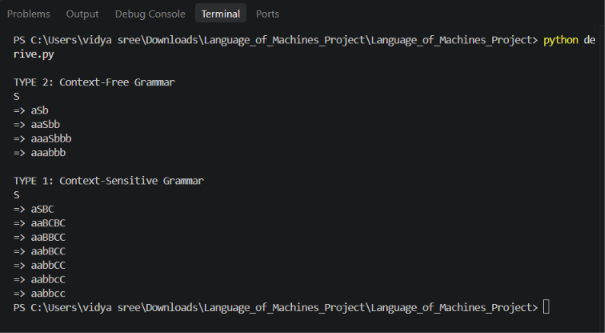 Problems Output Debug Console Terminal Ports
PS C:\Users\vidya sree\Downloads\Language_of_Machines_Project\Language_of_Machines_Project> python de
rive.py
TYPE 2: Context-Free Grammar
S
=> aSb
=> aaSbb
=> aaaSbbb
=> aaabbb
TYPE 1: Context-Sensitive Grammar
S
=> aSBC
=> aaBCBC
=> aaBBCC
=> aabBCC
=> aabbCC
=> aabbcC
=> aabbcc
PS C:\Users\vidya sree\Downloads\Language_of_Machines_Project\Language_of_Machines_Project>